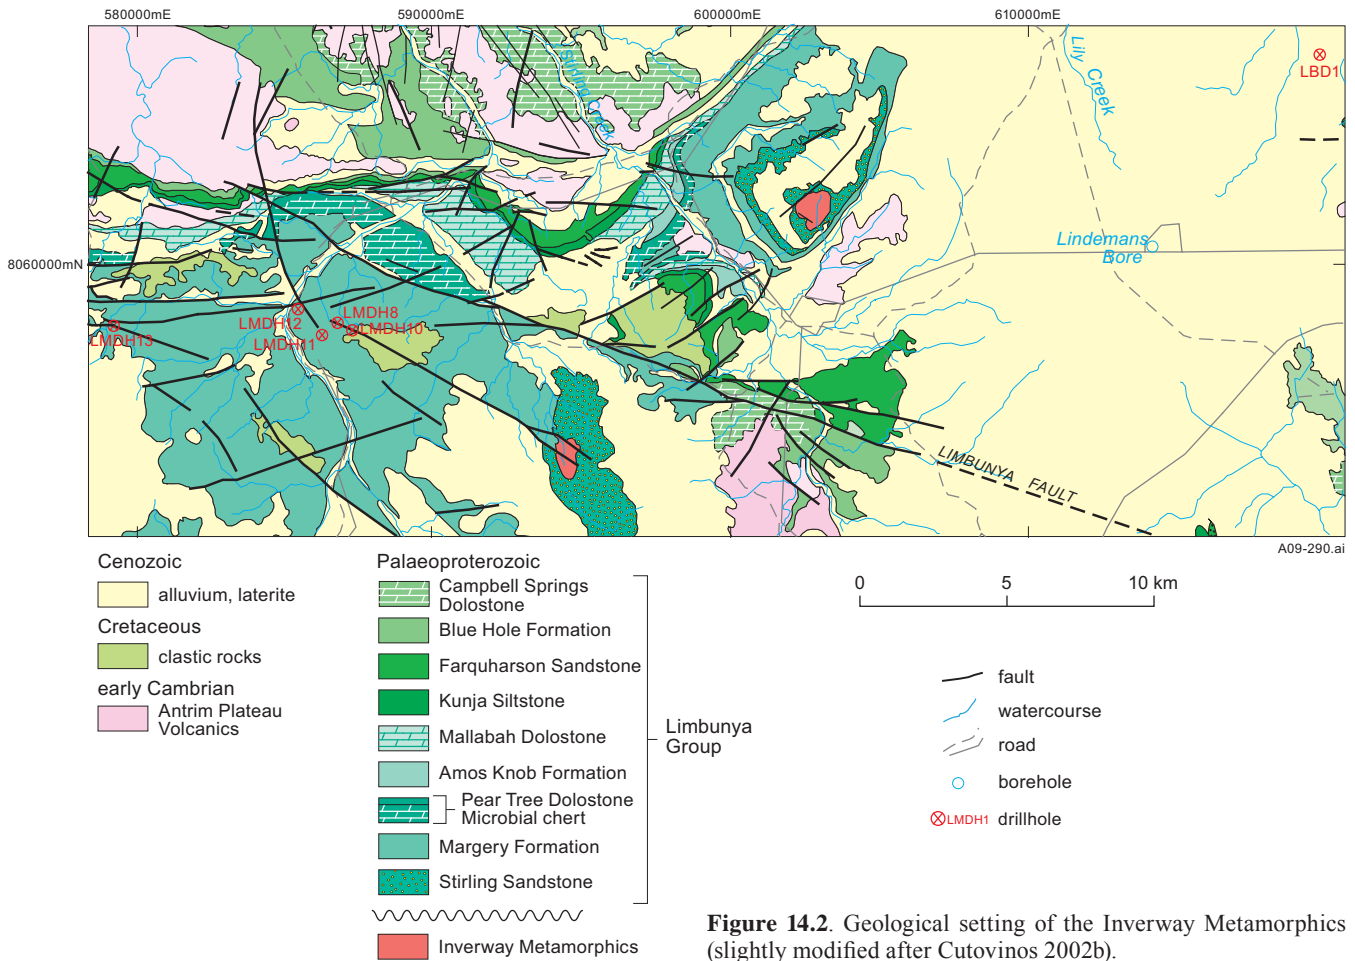 580000mE
590000mE
600000mE
610000mE
8060000mN
Stirling Creek
Lily Creek
LBD1
Lindemans
Bore
LMDH8
LMDH12
LMDH10
LMDH11
LMDH13
LIMBUNYA FAULT
A09-290.ai
Cenozoic
alluvium, laterite
Cretaceous
clastic rocks
early Cambrian
Antrim Plateau
Volcanics
Palaeoproterozoic
Campbell Springs
Dolostone
Blue Hole Formation
Farquharson Sandstone
Kunja Siltstone
Mallabah Dolostone
Amos Knob Formation
Pear Tree Dolostone
Microbial chert
Margery Formation
Stirling Sandstone
Limbunya
Group
Inverway Metamorphics
0 5 10 km
fault
watercourse
road
borehole
LMDH1 drillhole
Figure 14.2. Geological setting of the Inverway Metamorphics
(slightly modified after Cutovinos 2002b).